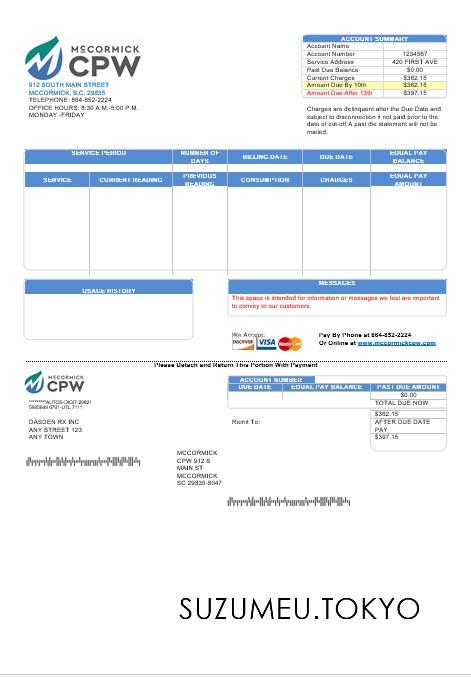 MCCORMICK
CPW
912 SOUTH MAIN STREET
MCCORMICK, S.C. 29835
TELEPHONE: 864-852-2224
OFFICE HOURS: 8:30 A.M.-5:00 P.M.
MONDAY -FRIDAY
ACCOUNT SUMMARY
Account Name
Account Number 1234567
Service Address 420 FIRST AVE
Past Due Balance $0.00
Current Charges $362.15
Amount Due By 10th $362.15
Amount Due After 13th $397.15
Charges are delinquent after the Due Date and
subject to disconnection if not paid prior to the
date of cut-off A past die statement will not be
mailed.
SERVICE PERIOD NUMBER OF DAYS BILLING DATE DUE DATE EQUAL PAY BALANCE
SERVICE CURRENT READING PREVIOUS READING CONSUMPTION CHARGES EQUAL PAY AMOUNT
USAGE HISTORY
MESSAGES
This space is intended for information or messages we feel are important
to convey to our customers.
We Accept:
DISCOVER VISA MasterCard
Pay By Phone at 864-852-2224
Or Online at www.mccormickcpw.com
Please Detach and Return This Portion With Payment
MCCORMICK
CPW
DASDEN RX INC
ANY STREET 123
ANY TOWN
ACCOUNT NUMBER
DUE DATE EQUAL PAY BALANCE PAST DUE AMOUNT
$0.00
TOTAL DUE NOW
$362.15
AFTER DUE DATE
PAY
$397.15
Remit To:
MCCORMICK
CPW 912 S
MAIN ST
MCCORMICK
SC 29835-8047
SUZUMEU.TOKYO